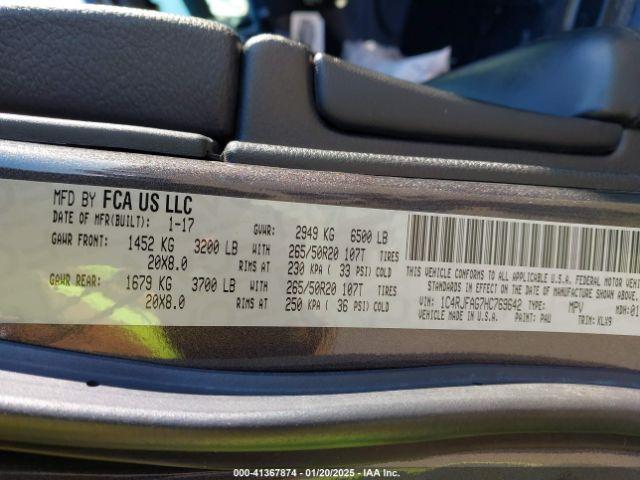 MFD BY FCA US LLC
DATE OF MFR(BUILT): 1-17 GVWR: 2949 KG 6500 LB
GAWR FRONT: 1452 KG 3200 LB WITH 265/50R20 107T TIRES
20X8.0 RIMS AT 230 KPA ( 33 PSI) COLD
GAWR REAR: 1679 KG 3700 LB WITH 265/50R20 107T TIRES
20X8.0 RIMS AT 250 KPA ( 36 PSI) COLD
THIS VEHICLE CONFORMS TO ALL APPLICABLE U.S.A. FEDERAL MOTOR VEHI
STANDARDS IN EFFECT ON THE DATE OF MANUFACTURE SHOWN ABOVE.
VIN: 1C4RJFAG7HC769642 TYPE: MPV MDH: 01
VEHICLE MADE IN U.S.A. PAINT: PAU TRIM: KLX9
000-41367874 | 01/20/2025 - IAA Inc.